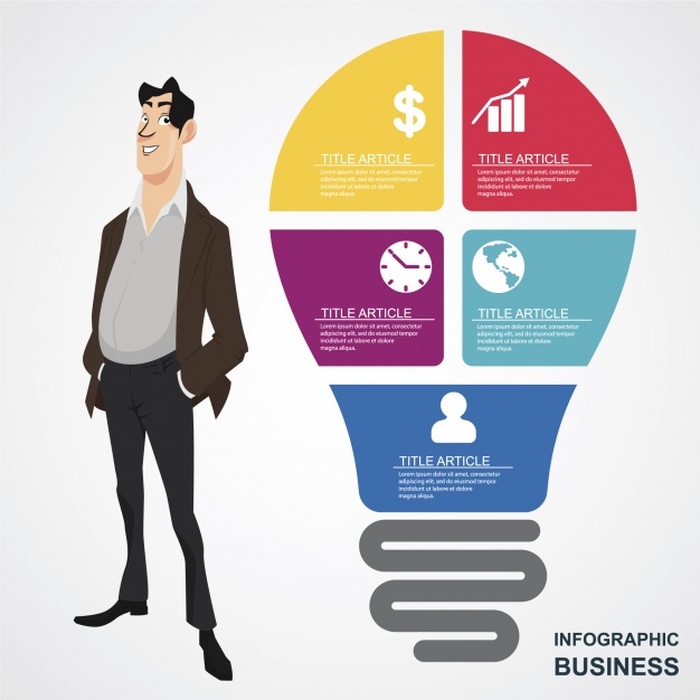 TITLE ARTICLE
Lorem ipsum dolor sit amet, consectetur
adipiscing elit, sed do eiusmod tempor
incididunt ut labore et dolore
magna aliqua.
TITLE ARTICLE
Lorem ipsum dolor sit amet, consectetur
adipiscing elit, sed do eiusmod tempor
incididunt ut labore et dolore
magna aliqua.
TITLE ARTICLE
Lorem ipsum dolor sit amet, consectetur
adipiscing elit, sed do eiusmod tempor
incididunt ut labore et dolore
magna aliqua.
TITLE ARTICLE
Lorem ipsum dolor sit amet, consectetur
adipiscing elit, sed do eiusmod tempor
incididunt ut labore et dolore
magna aliqua.
TITLE ARTICLE
Lorem ipsum dolor sit amet, consectetur
adipiscing elit, sed do eiusmod tempor
incididunt ut labore et dolore
magna aliqua.
INFOGRAPHIC
BUSINESS